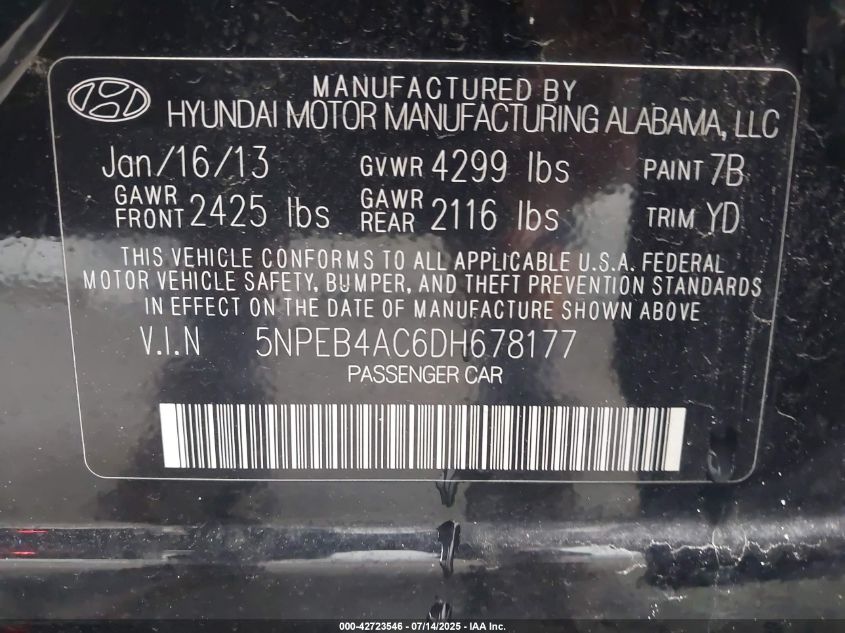 MANUFACTURED BY
HYUNDAI MOTOR MANUFACTURING ALABAMA, LLC
Jan/16/13 GVWR 4299 lbs PAINT 7B
GAWR FRONT 2425 lbs GAWR REAR 2116 lbs TRIM YD
THIS VEHICLE CONFORMS TO ALL APPLICABLE U.S.A. FEDERAL
MOTOR VEHICLE SAFETY, BUMPER, AND THEFT PREVENTION STANDARDS
IN EFFECT ON THE DATE OF MANUFACTURE SHOWN ABOVE
V.I.N 5NPEB4AC6DH678177
PASSENGER CAR
000-42723546 - 07/14/2025 - IAA Inc.